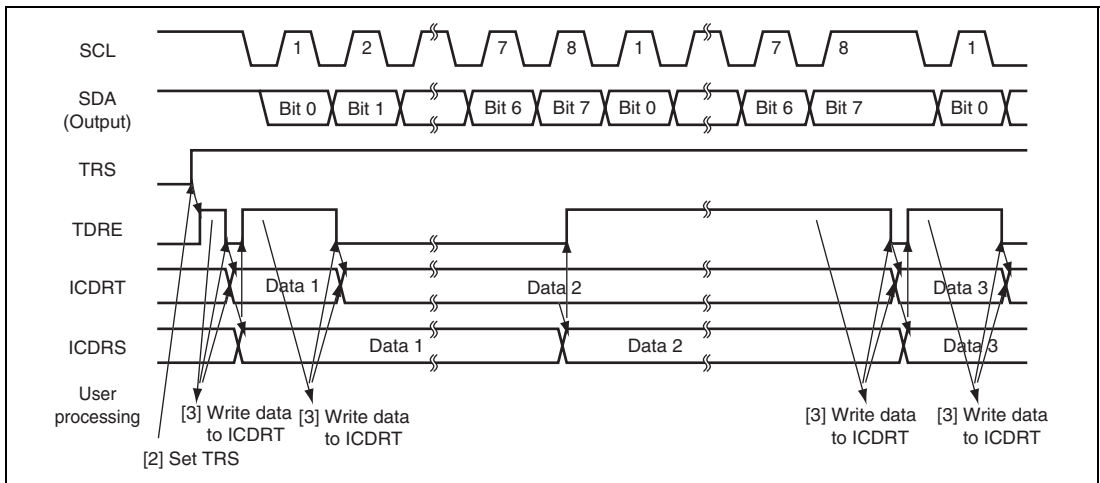 SCL 1 2 7 8 1 7 8 1
SDA
(Output)
Bit 0 Bit 1 Bit 6 Bit 7 Bit 0 Bit 6 Bit 7 Bit 0
TRS
TDRE
ICDRT Data 1 Data 2 Data 3
ICDRS Data 1 Data 2 Data 3
User
processing
[3] Write data
to ICDRT
[3] Write data
to ICDRT
[3] Write data
to ICDRT
[3] Write data
to ICDRT
[2] Set TRS